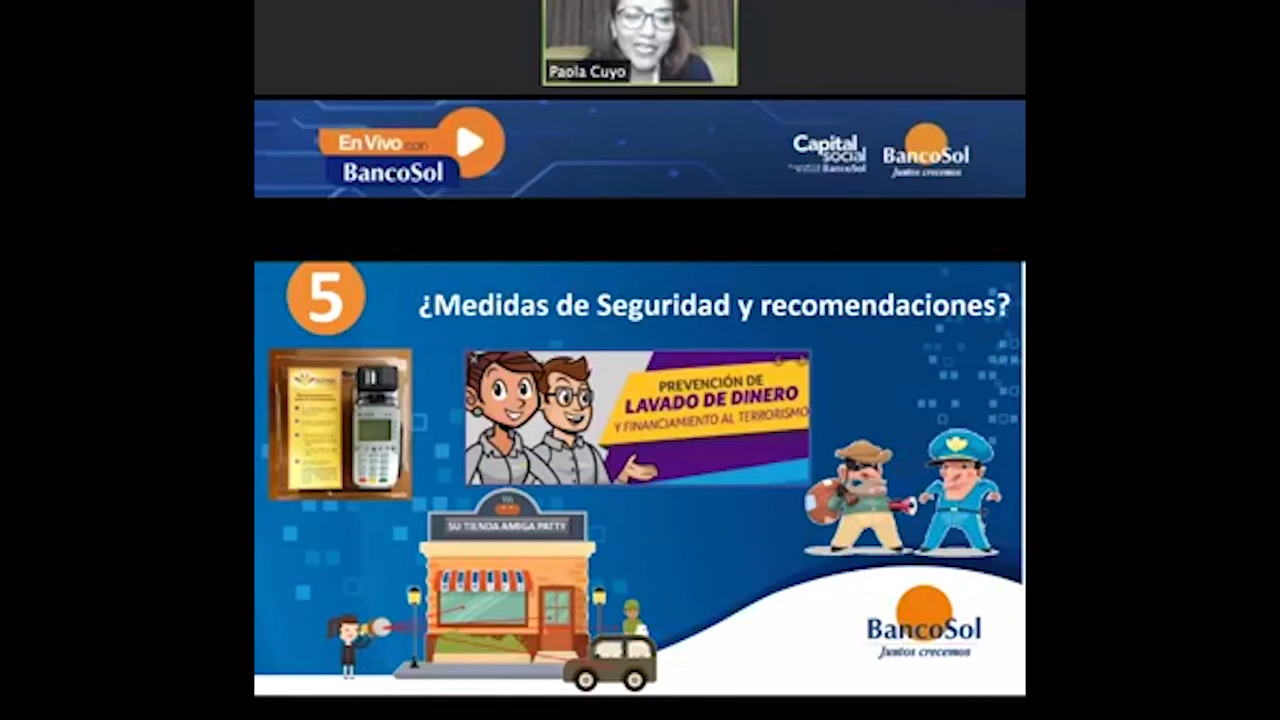 Paola Cuyo
En Vivo con
BancoSol
Capital
SOCIAL
BancoSol
BancoSol
Juntos crecemos
5
¿Medidas de Seguridad y recomendaciones?
PREVENCIÓN DE
LAVADO DE DINERO
Y FINANCIAMIENTO AL TERRORISMO
SU TIENDA AMIGA PATTY
BancoSol
Juntos crecemos